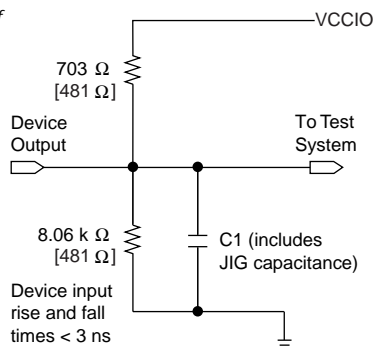 f
VCCIO
703 Ω
[481 Ω]
Device
Output
To Test
System
8.06 k Ω
[481 Ω]
C1 (includes
JIG capacitance)
Device input
rise and fall
times < 3 ns